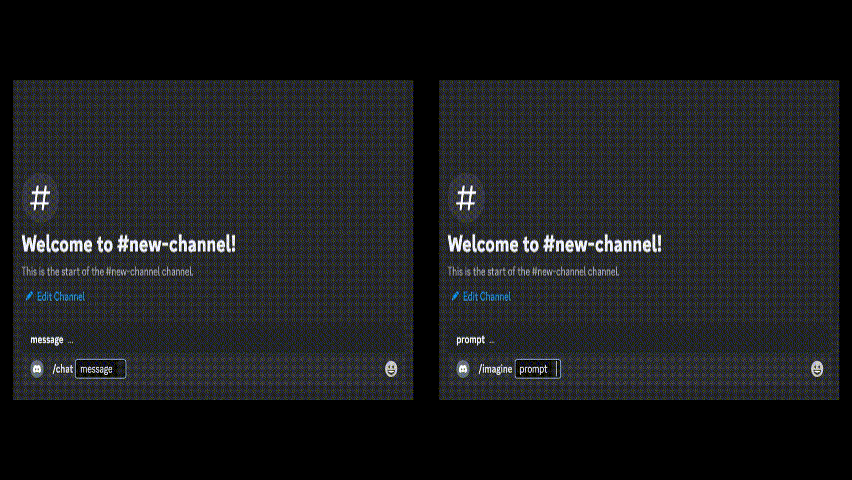 #
Welcome to #new-channel!
This is the start of the #new-channel channel.
Edit Channel
message ...
/chat message
#
Welcome to #new-channel!
This is the start of the #new-channel channel.
Edit Channel
prompt ...
/imagine prompt